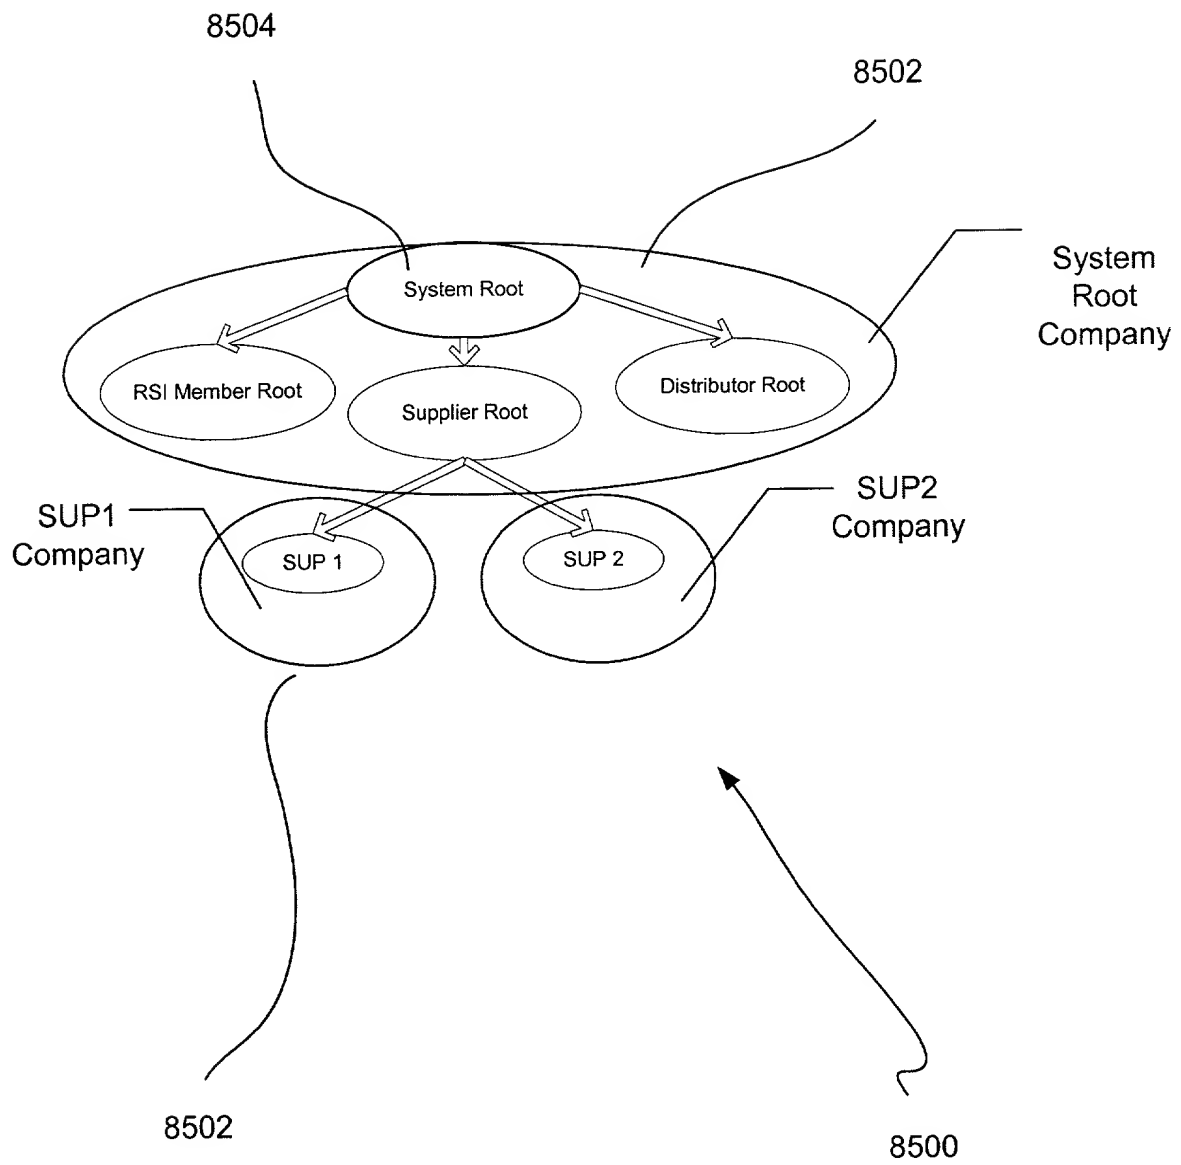 8504
8502
System
Root
Company
System Root
RSI Member Root
Supplier Root
Distributor Root
SUP1
Company
SUP2
Company
SUP 1
SUP 2
8502
8500